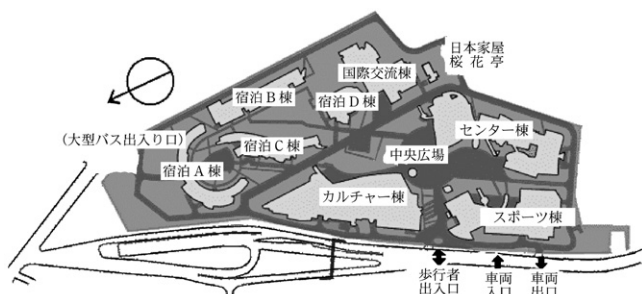 日本家屋
桜花亭
国際交流棟
宿泊B棟
宿泊D棟
センター棟
(大型バス出入り口)
宿泊C棟
中央広場
宿泊A棟
カルチャー棟
スポーツ棟
歩行者
出入口
車両
入口
車両
出口